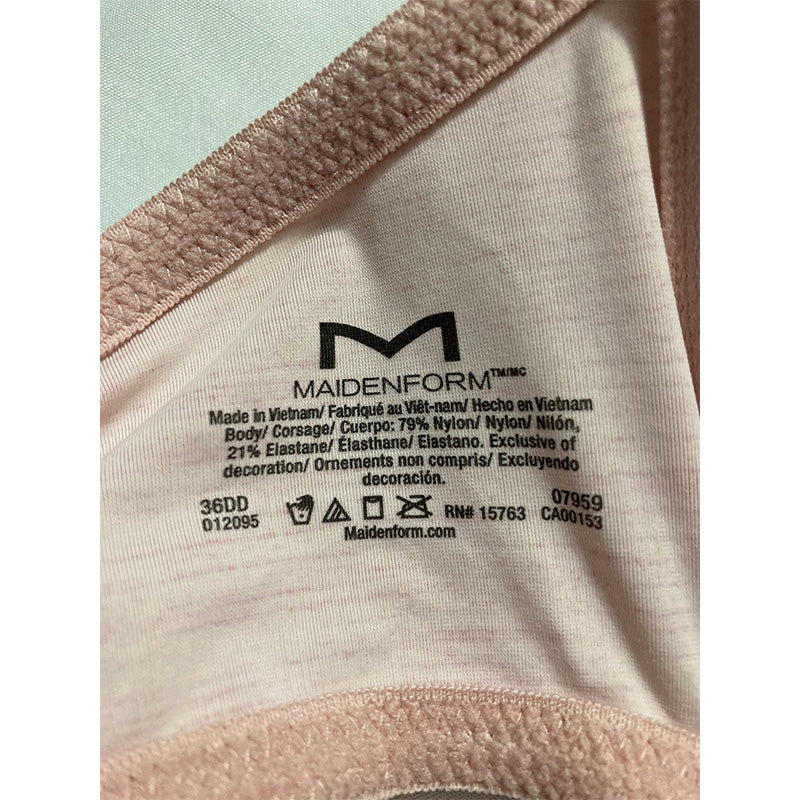 M
MAIDENFORM™/MC
Made in Vietnam/ Fabriqué au Viêt-nam/ Hecho en Vietnam
Body/ Corsage/ Cuerpo: 79% Nylon/ Nylon/ Nilón,
21% Elastane/ Élasthane/ Elastano. Exclusive of
decoration/ Ornements non compris/ Excluyendo
decoración.
36DD 07959
012095 RN# 15763 CA00153
Maidenform.com